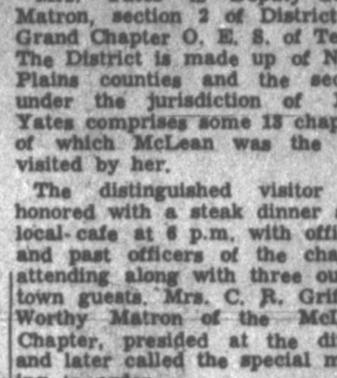 Matron, section 2 of District
Grand Chapter O. E. S. of Te
The District is made up of N
Plains counties and the sec
under the jurisdiction of
Yates comprises some 13 chap
of which McLean was the
visited by her.
The distinguished visitor
honored with a steak dinner
local cafe at 6 p.m. with offi
and past officers of the cha
attending along with three ou
town guests. Mrs. C. R. Grif
Worthy Matron of the McL
Chapter, presided at the di
and later called the special m